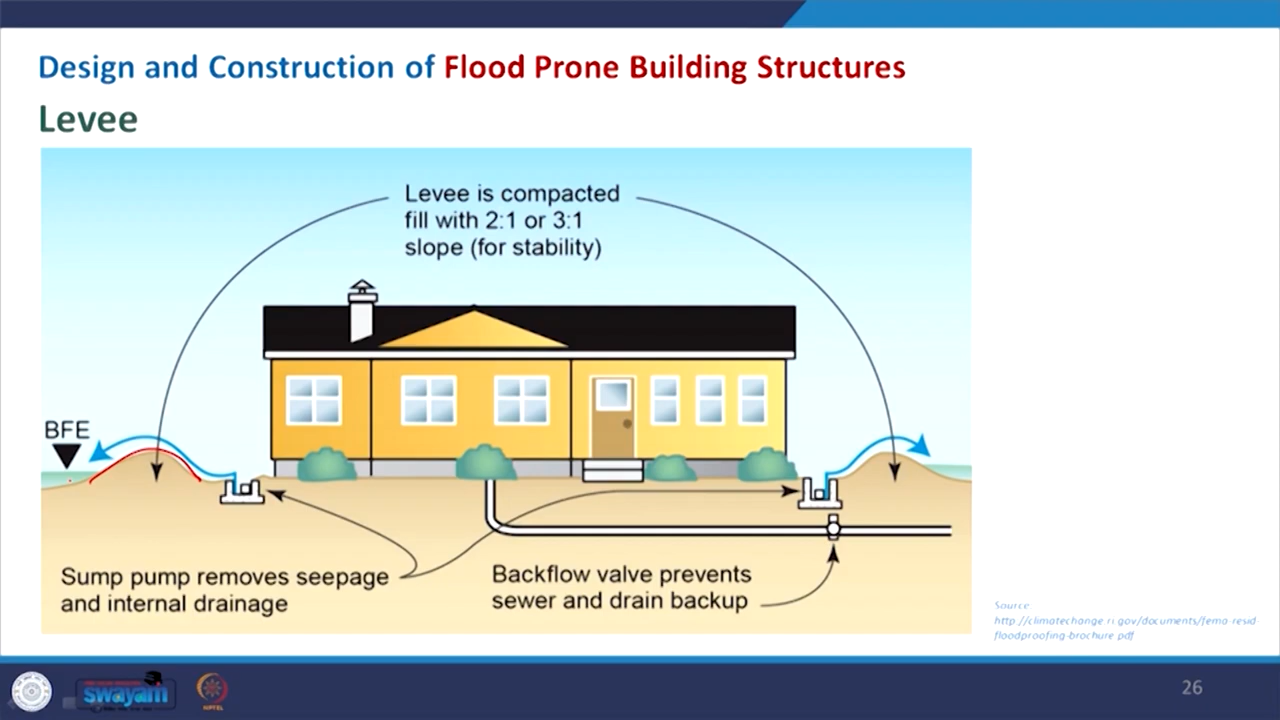 Design and Construction of Flood Prone Building Structures
Levee
Levee is compacted
fill with 2:1 or 3:1
slope (for stability)
BFE
Sump pump removes seepage
and internal drainage
Backflow valve prevents
sewer and drain backup
Source:
http://climatechange.ri.gov/documents/fema-resid-
floodproofing-brochure.pdf
swayam
26